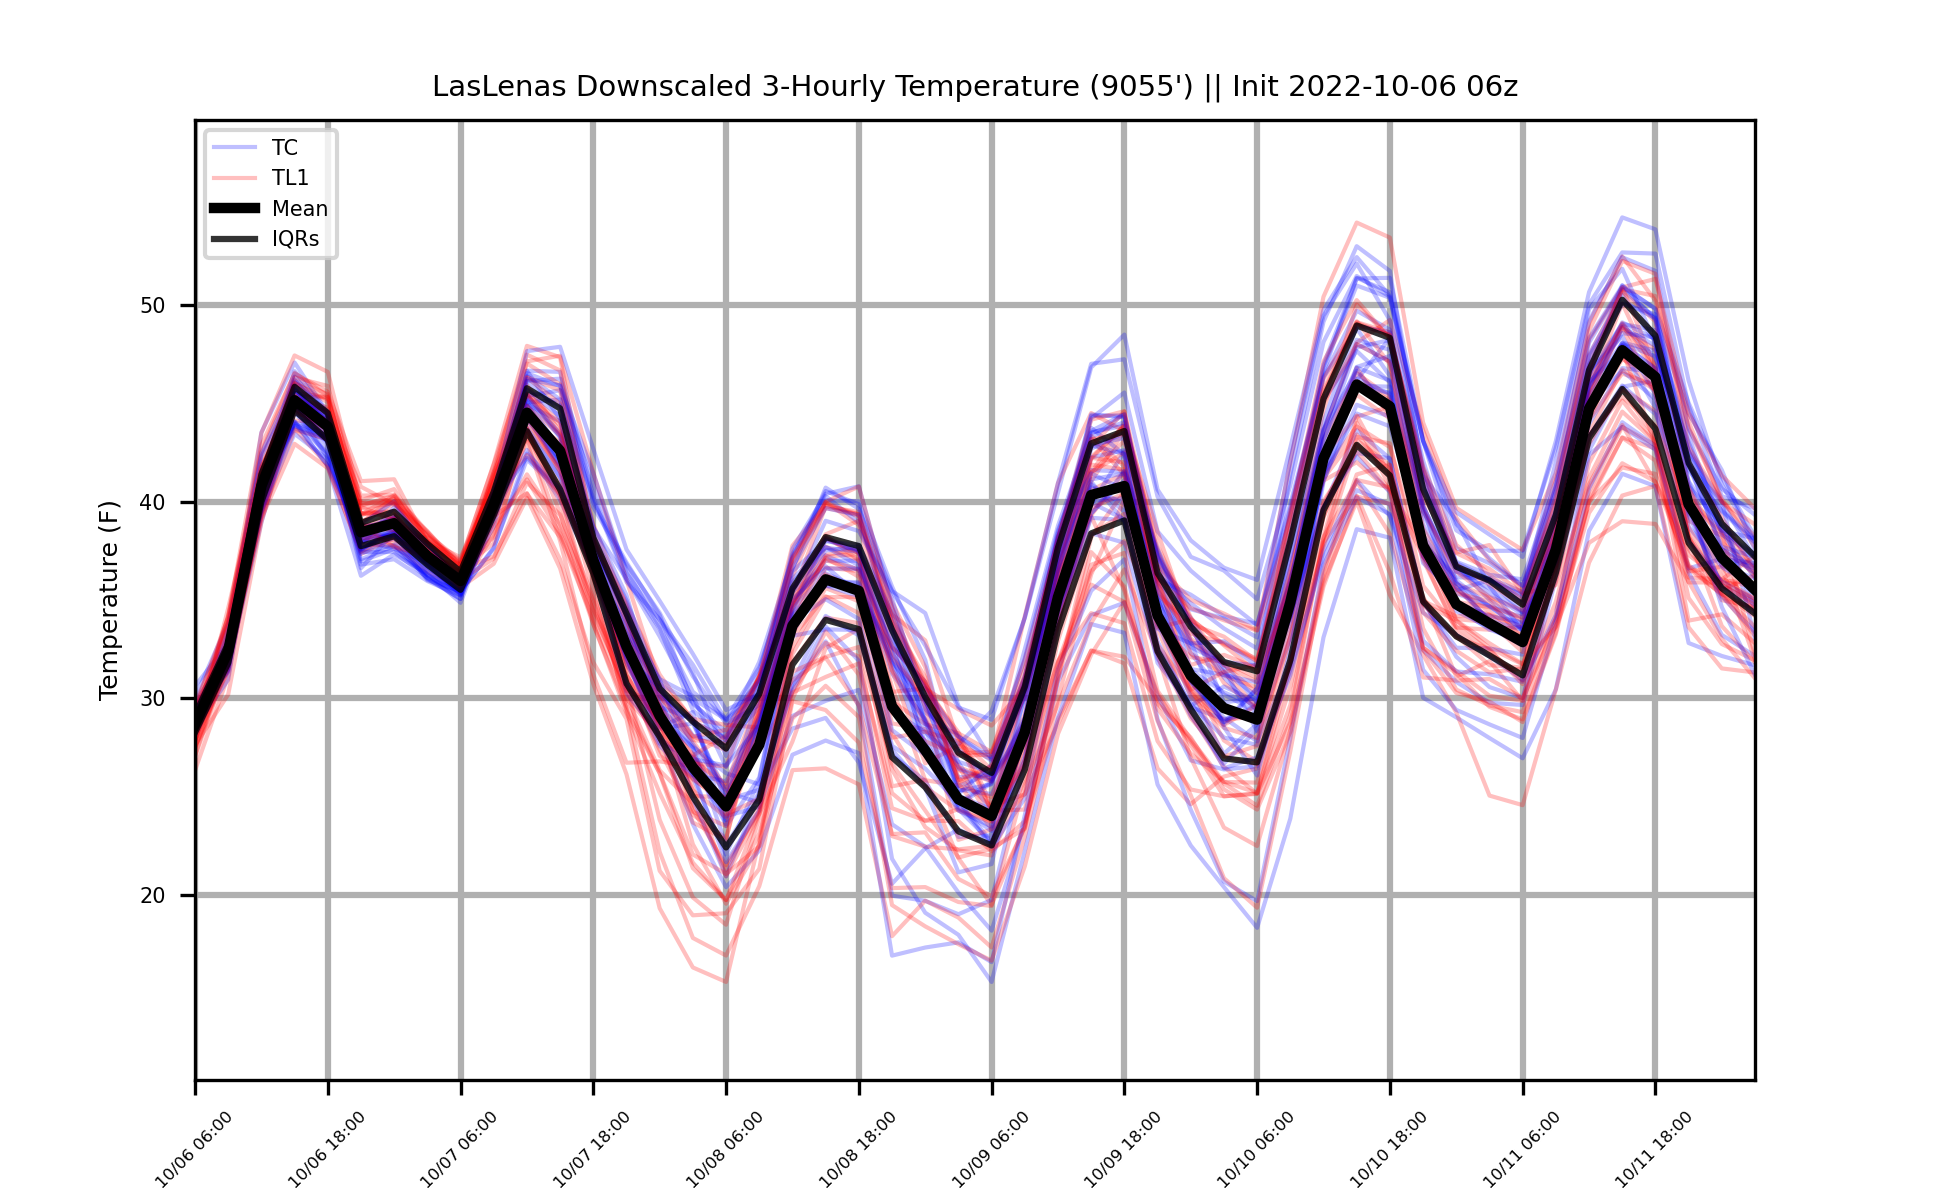 LasLenas Downscaled 3-Hourly Temperature (9055') || Init 2022-10-06 06z
TC
TL1
Mean
IQRs
Temperature (F)
50
40
30
20
10/06 06:00
10/06 18:00
10/07 06:00
10/07 18:00
10/08 06:00
10/08 18:00
10/09 06:00
10/09 18:00
10/10 06:00
10/10 18:00
10/11 06:00
10/11 18:00